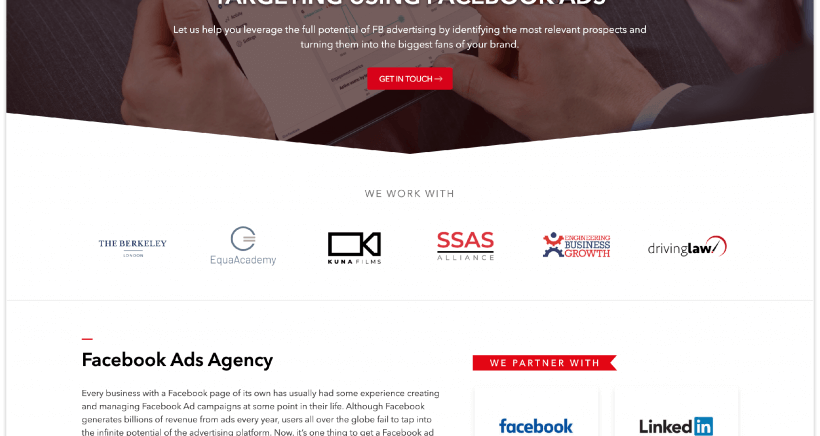 TARGETING USING FACEBOOK ADS
Let us help you leverage the full potential of FB advertising by identifying the most relevant prospects and
turning them into the biggest fans of your brand.
GET IN TOUCH →
WE WORK WITH
THE BERKELEY
LONDON
EquaAcademy
KUNA FILMS
SSAS
ALLIANCE
ENGINEERING
BUSINESS
GROWTH
drivinglaw
Facebook Ads Agency
WE PARTNER WITH
Every business with a Facebook page of its own has usually had some experience creating
and managing Facebook Ad campaigns at some point in their life. Although Facebook
generates billions of revenue from ads every year, users all over the globe fail to tap into
the infinite potential of the advertising platform. Now, it's one thing to get a Facebook ad
facebook
Linked in